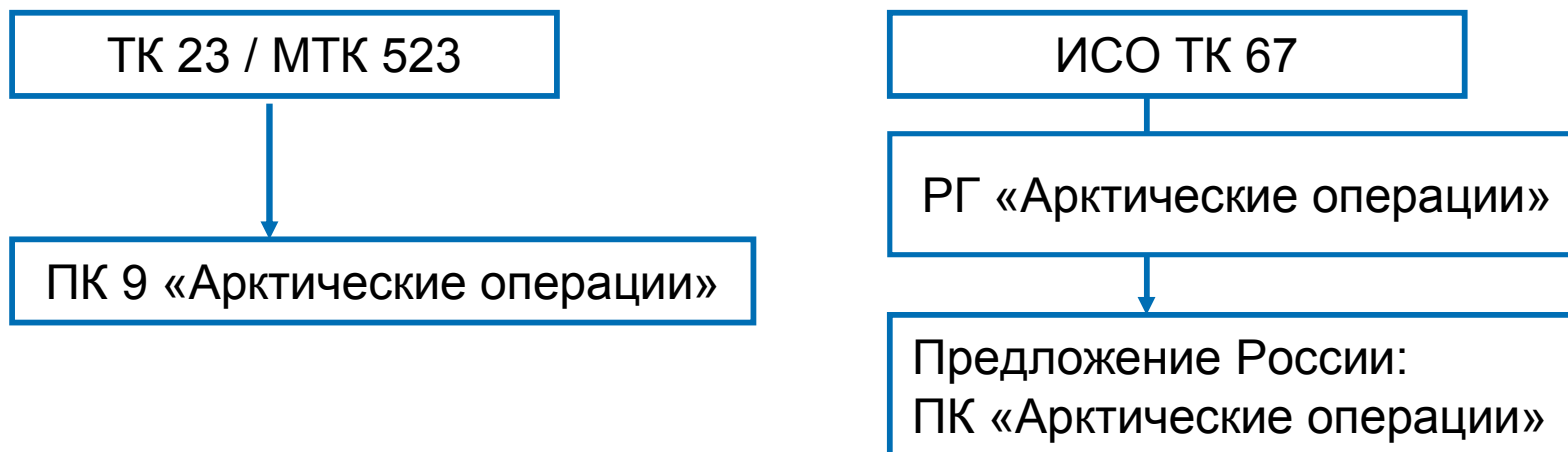 ТК 23 / МТК 523
ПК 9 «Арктические операции»
ИСО ТК 67
РГ «Арктические операции»
Предложение России:
ПК «Арктические операции»